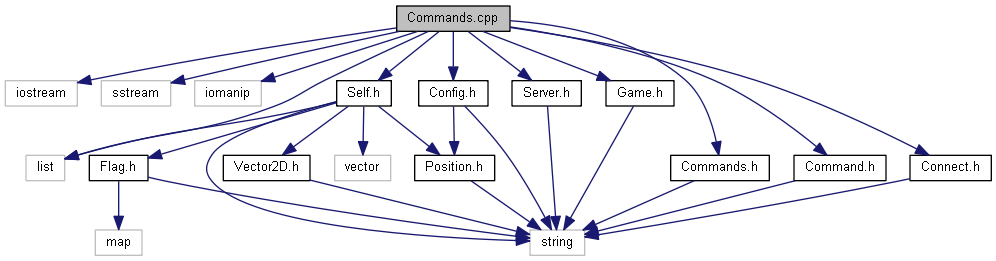 Commands.cpp
iostream
sstream
iomanip
Self.h
Config.h
Server.h
Game.h
list
Flag.h
Vector2D.h
vector
Position.h
Commands.h
Command.h
Connect.h
map
string